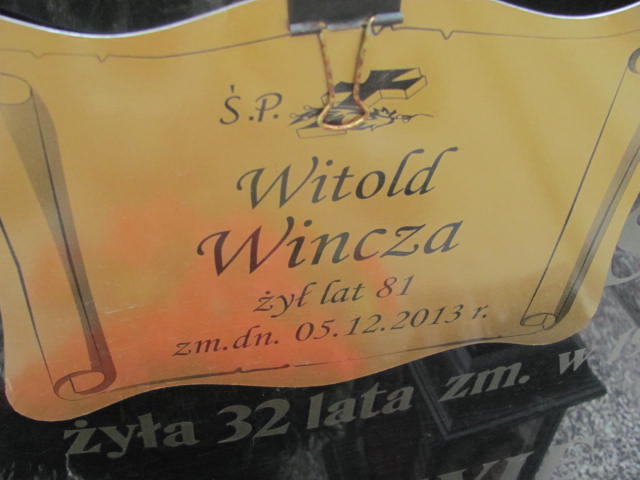 Ś.P.
Witold
Wincza
żył lat 81
zm.dn. 05.12.2013 r.
żyła 32 lata zm. w